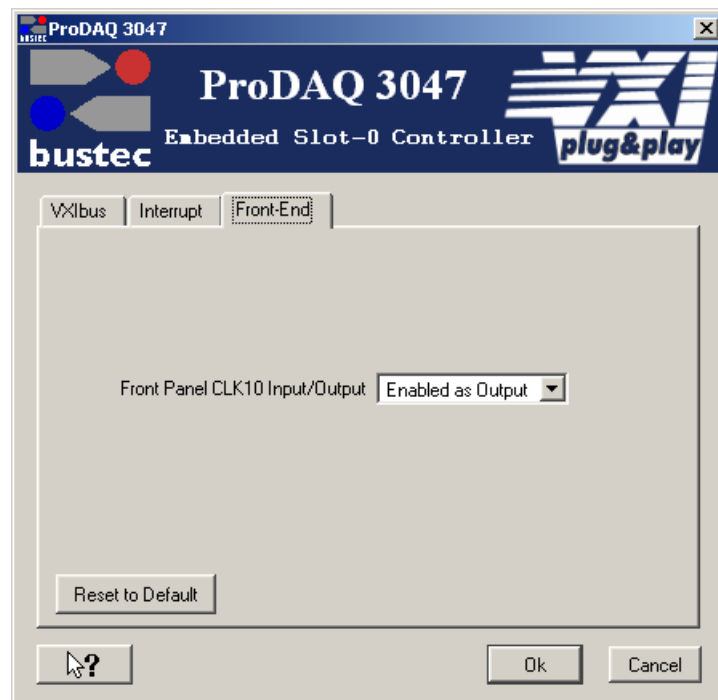 ProDAQ 3047
ProDAQ 3047
Embedded Slot-0 Controller
bustec
VXI
plug&play
VXIbus
Interrupt
Front-End
Front Panel CLK10 Input/Output
Enabled as Output
Reset to Default
?
Ok
Cancel